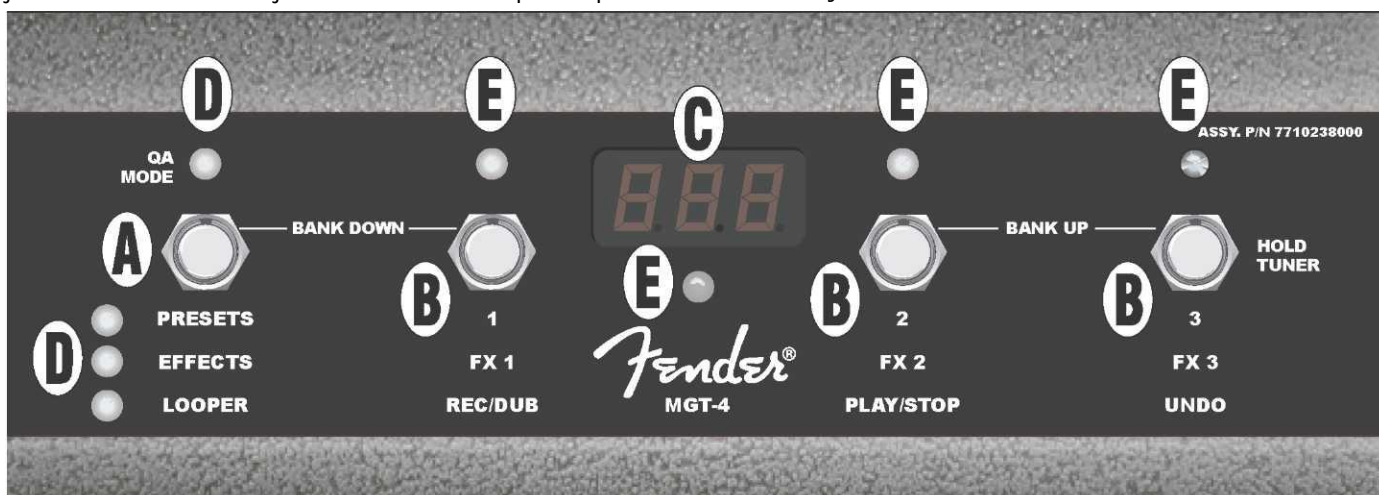 D E C E E
ASSY. P/N 7710238000
QA
MODE
888
A BANK DOWN BANK UP HOLD
TUNER
E
B B B
PRESETS 1 2 3
D EFFECTS FX 1 Fender® FX 2 FX 3
LOOPER REC/DUB MGT-4 PLAY/STOP UNDO